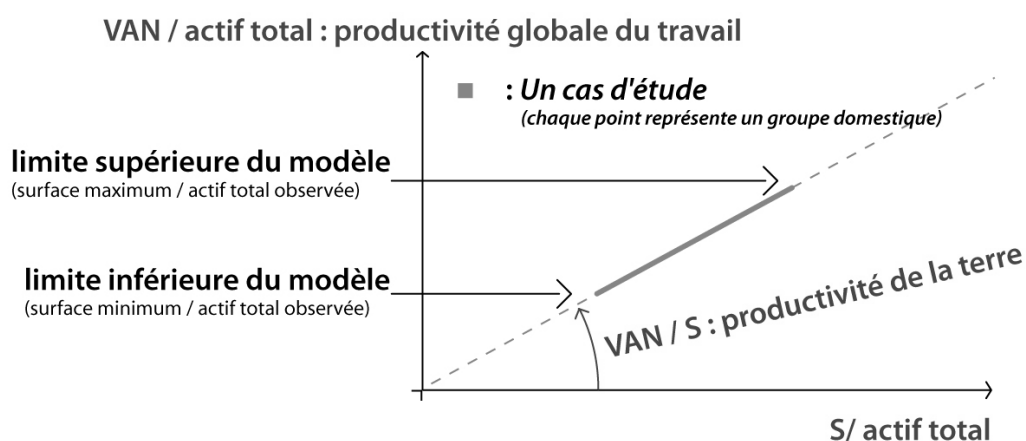 VAN / actif total : productivité globale du travail
: Un cas d'étude
(chaque point représente un groupe domestique)
limite supérieure du modèle
(surface maximum / actif total observée)
limite inférieure du modèle
(surface minimum / actif total observée)
VAN / S : productivité de la terre
S/ actif total